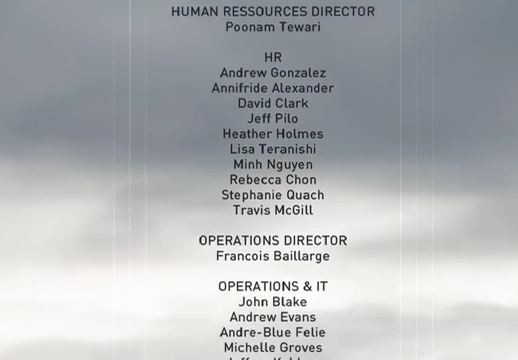 HUMAN RESSOURCES DIRECTOR
Poonam Tewari
HR
Andrew Gonzalez
Annifride Alexander
David Clark
Jeff Pilo
Heather Holmes
Lisa Teranishi
Minh Nguyen
Rebecca Chon
Stephanie Quach
Travis McGill
OPERATIONS DIRECTOR
Francois Baillarge
OPERATIONS & IT
John Blake
Andrew Evans
Andre-Blue Felie
Michelle Groves